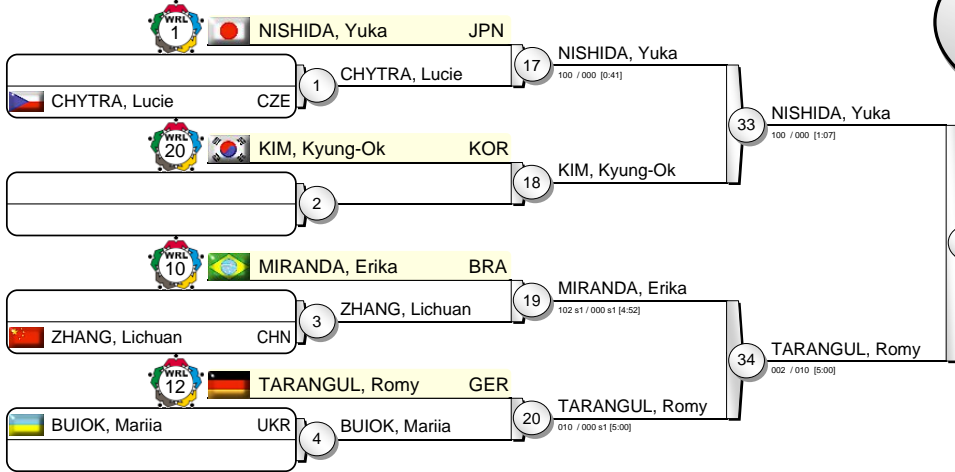 WRL
1
NISHIDA, Yuka JPN
CHYTRA, Lucie CZE
1
CHYTRA, Lucie
17
NISHIDA, Yuka
100 / 000 [0:41]
WRL
20
KIM, Kyung-Ok KOR
2
18
KIM, Kyung-Ok
33
NISHIDA, Yuka
100 / 000 [1:07]
WRL
10
MIRANDA, Erika BRA
ZHANG, Lichuan CHN
3
ZHANG, Lichuan
19
MIRANDA, Erika
102 s1 / 000 s1 [4:52]
WRL
12
TARANGUL, Romy GER
BUIOK, Mariia UKR
4
BUIOK, Mariia
20
TARANGUL, Romy
010 / 000 s1 [5:00]
34
TARANGUL, Romy
002 / 010 [5:00]